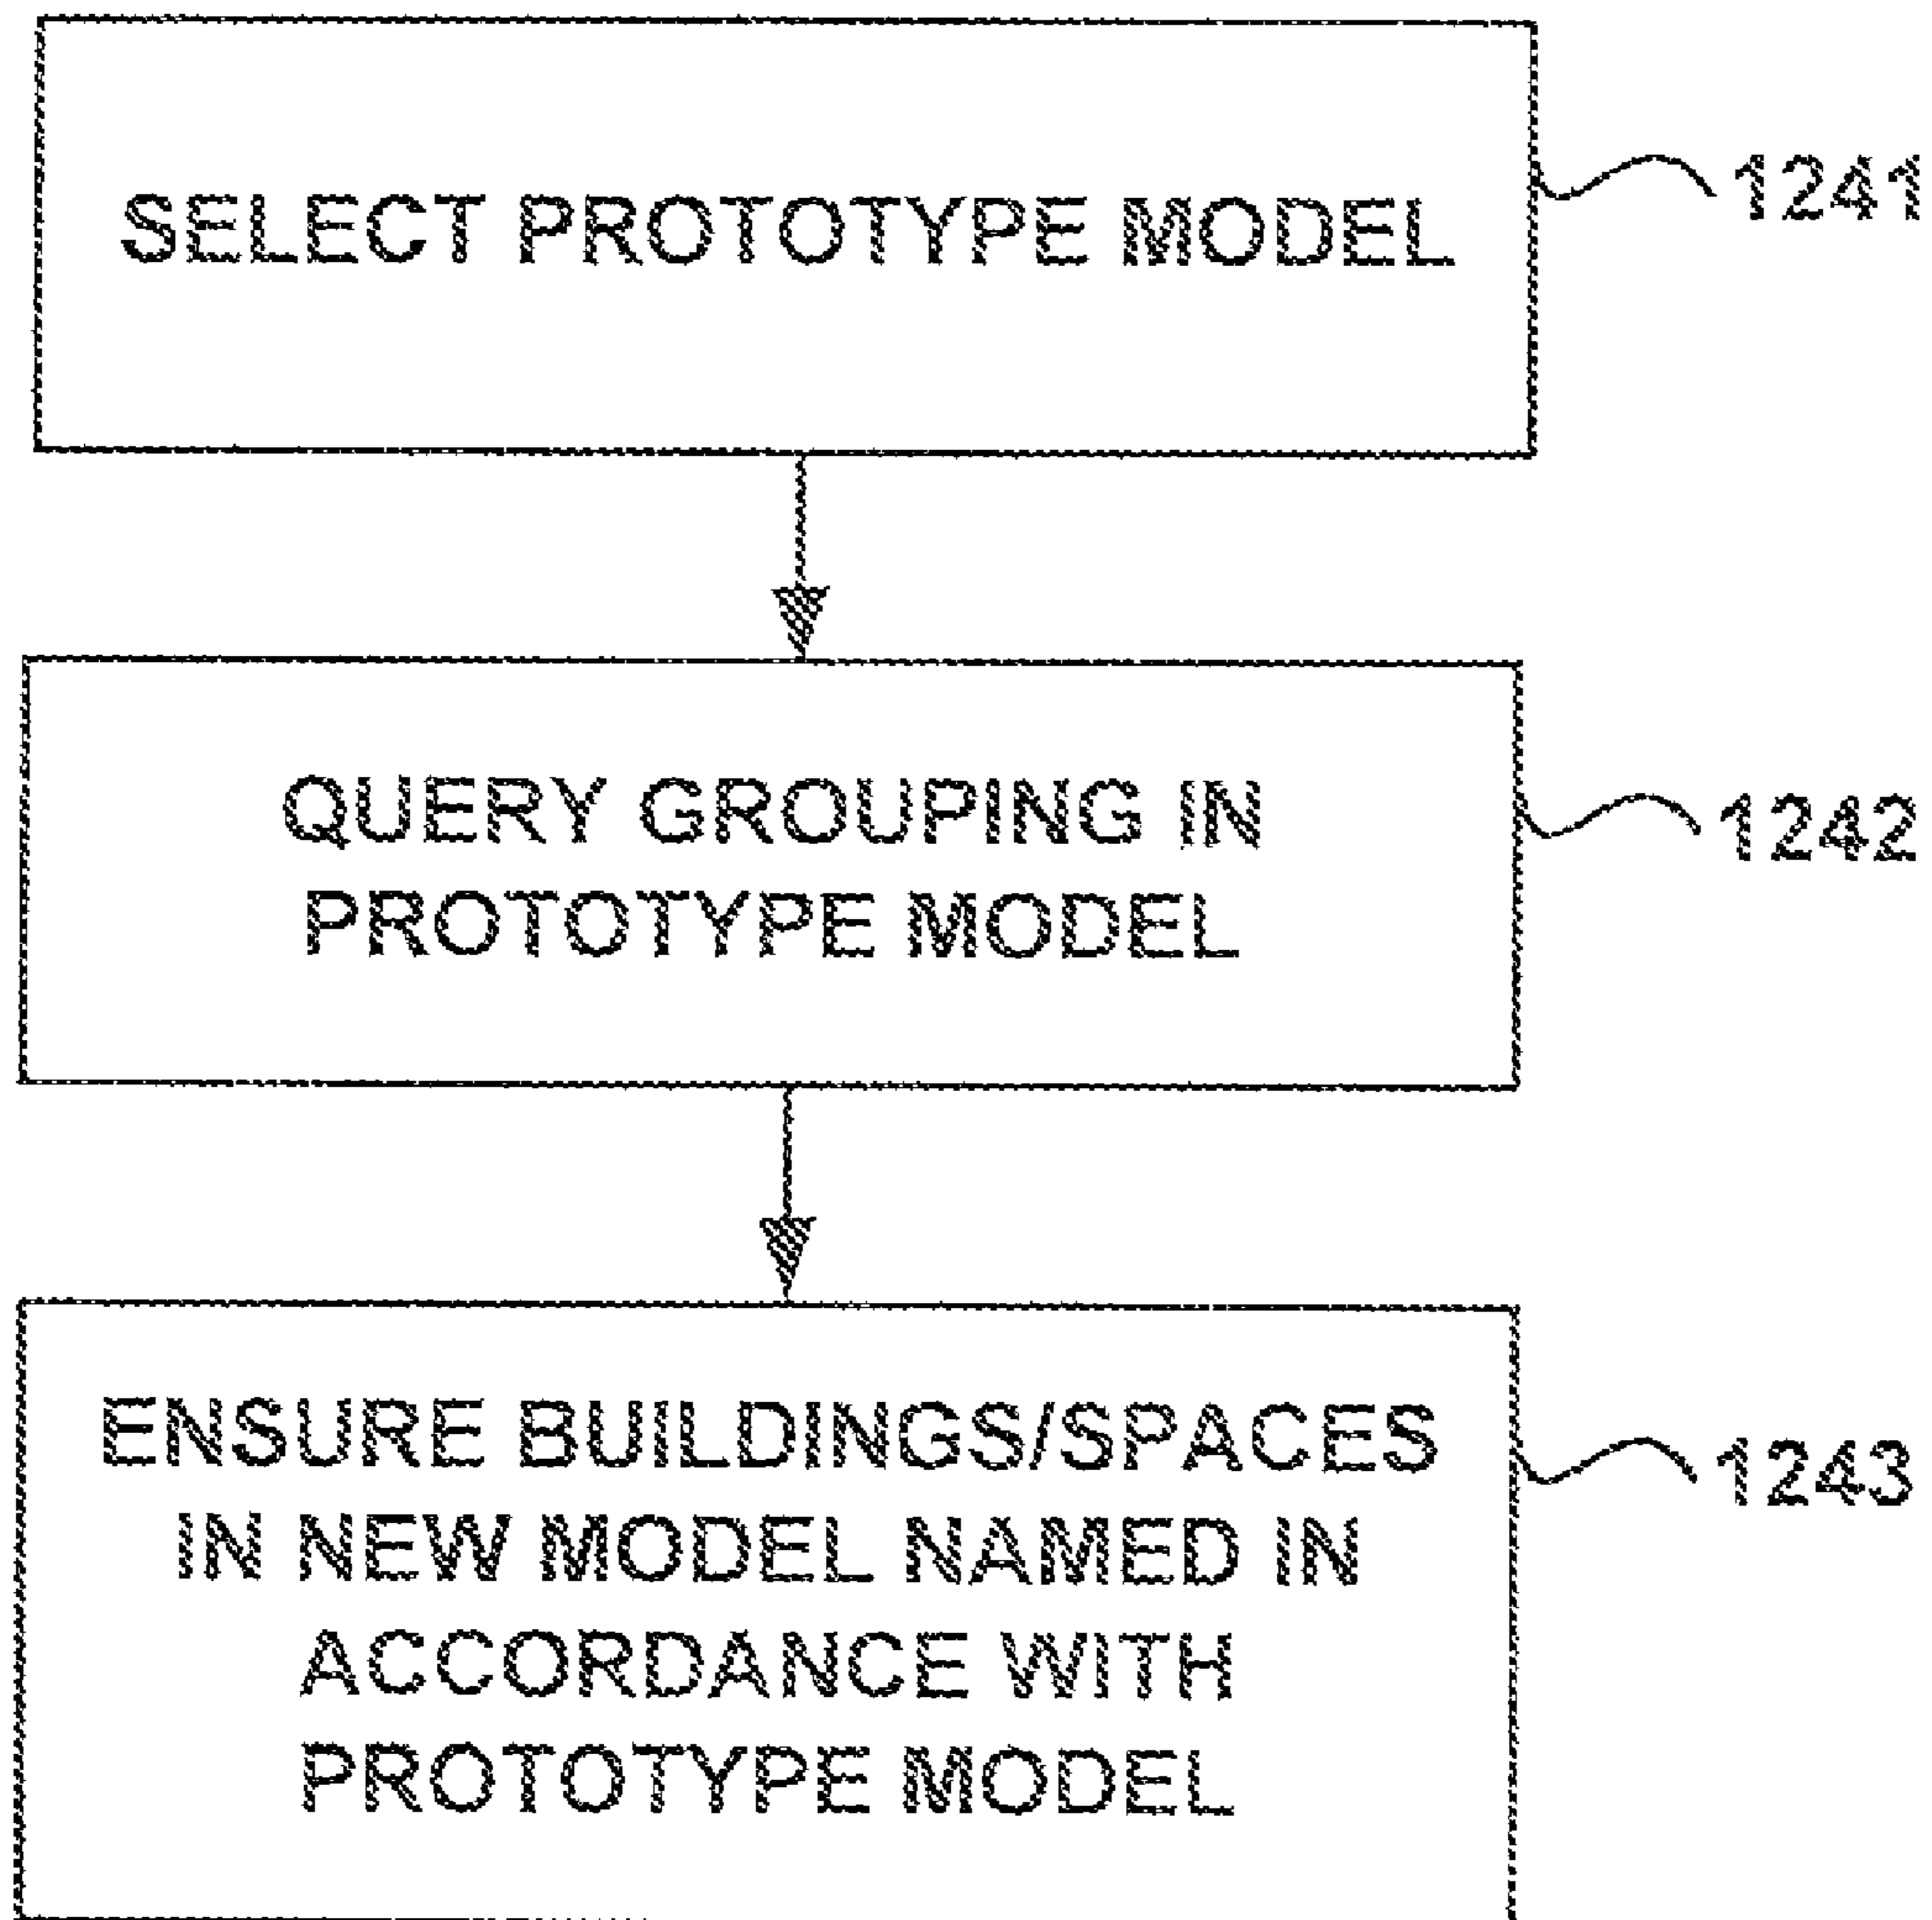 SELECT PROTOTYPE MODEL
1241
QUERY GROUPING IN
PROTOTYPE MODEL
1242
ENSURE BUILDINGS/SPACES
IN NEW MODEL NAMED IN
ACCORDANCE WITH
PROTOTYPE MODEL
1243